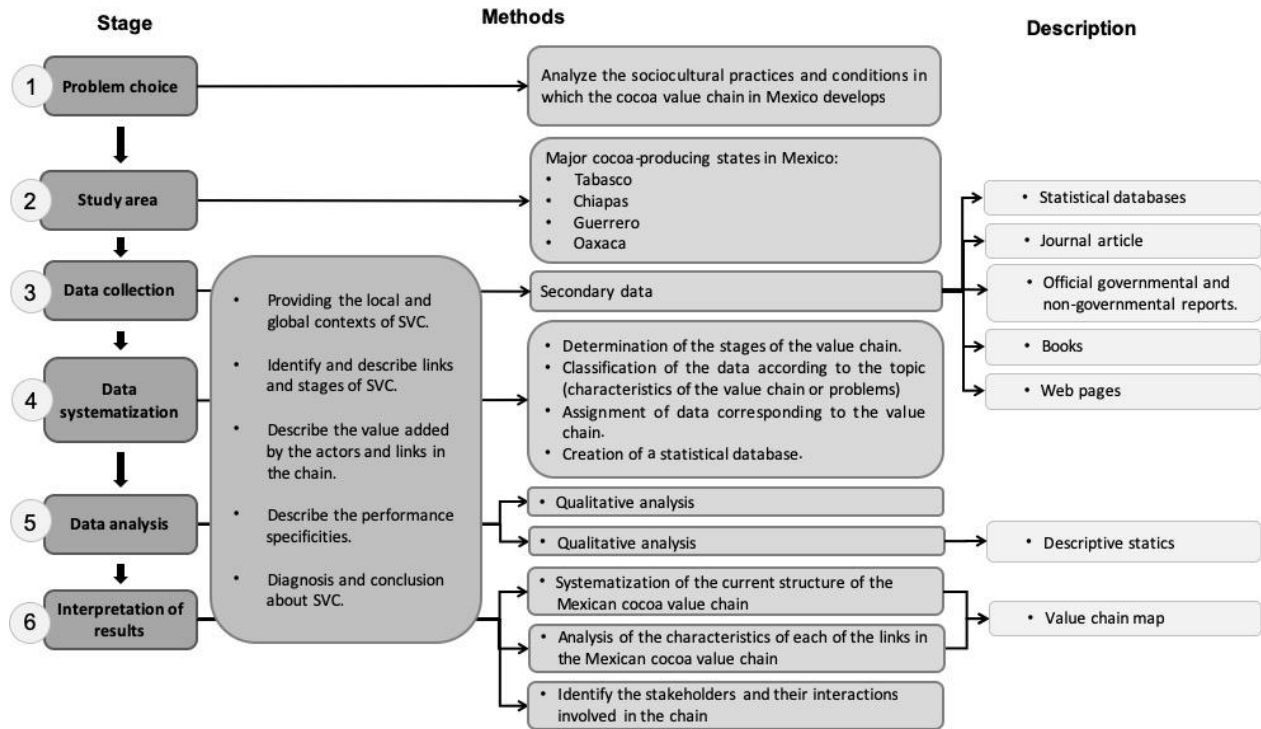 Stage
Methods
Description
1
Problem choice
Analyze the sociocultural practices and conditions in
which the cocoa value chain in Mexico develops
2
Study area
Major cocoa-producing states in Mexico:
• Tabasco
• Chiapas
• Guerrero
• Oaxaca
3
Data collection
Secondary data
• Statistical databases
• Journal article
• Official governmental and
non-governmental reports.
• Books
• Web pages
• Providing the local and
global contexts of SVC.
• Identify and describe links
and stages of SVC.
• Describe the value added
by the actors and links in
the chain.
• Describe the performance
specificities.
• Diagnosis and conclusion
about SVC.
4
Data
systematization
• Determination of the stages of the value chain.
• Classification of the data according to the topic
(characteristics of the value chain or problems)
• Assignment of data corresponding to the value
chain.
• Creation of a statistical database.
5
Data analysis
• Qualitative analysis
• Qualitative analysis
• Descriptive statics
6
Interpretation of
results
• Systematization of the current structure of the
Mexican cocoa value chain
• Analysis of the characteristics of each of the links in
the Mexican cocoa value chain
• Identify the stakeholders and their interactions
involved in the chain
• Value chain map